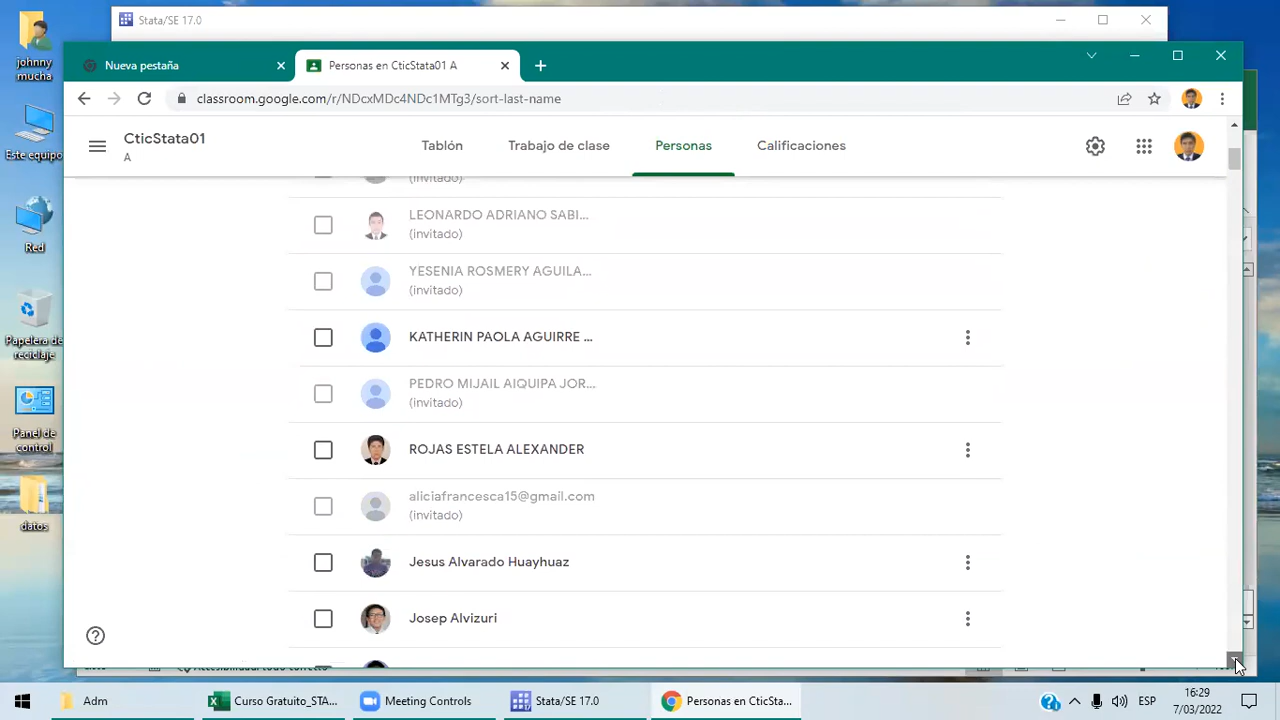 johnny
mucha
Este equipo
Red
Papelera de
reciclaje
Panel de
control
datos
Stata/SE 17.0
Nueva pestaña
Personas en CticStata01 A
classroom.google.com/r/NDcxMDc4NDc1MTg3/sort-last-name
CticStata01
A
Tablón
Trabajo de clase
Personas
Calificaciones
(invitado)
LEONARDO ADRIANO SABI...
(invitado)
YESENIA ROSMERY AGUILA...
(invitado)
KATHERIN PAOLA AGUIRRE ...
PEDRO MIJAIL AIQUIPA JOR...
(invitado)
ROJAS ESTELA ALEXANDER
aliciafrancesca15@gmail.com
(invitado)
Jesus Alvarado Huayhuaz
Josep Alvizuri
Accesibilidad: todo correcto
Adm
Curso Gratuito_STA...
Meeting Controls
Stata/SE 17.0
Personas en CticSta...
ESP
16:29
7/03/2022